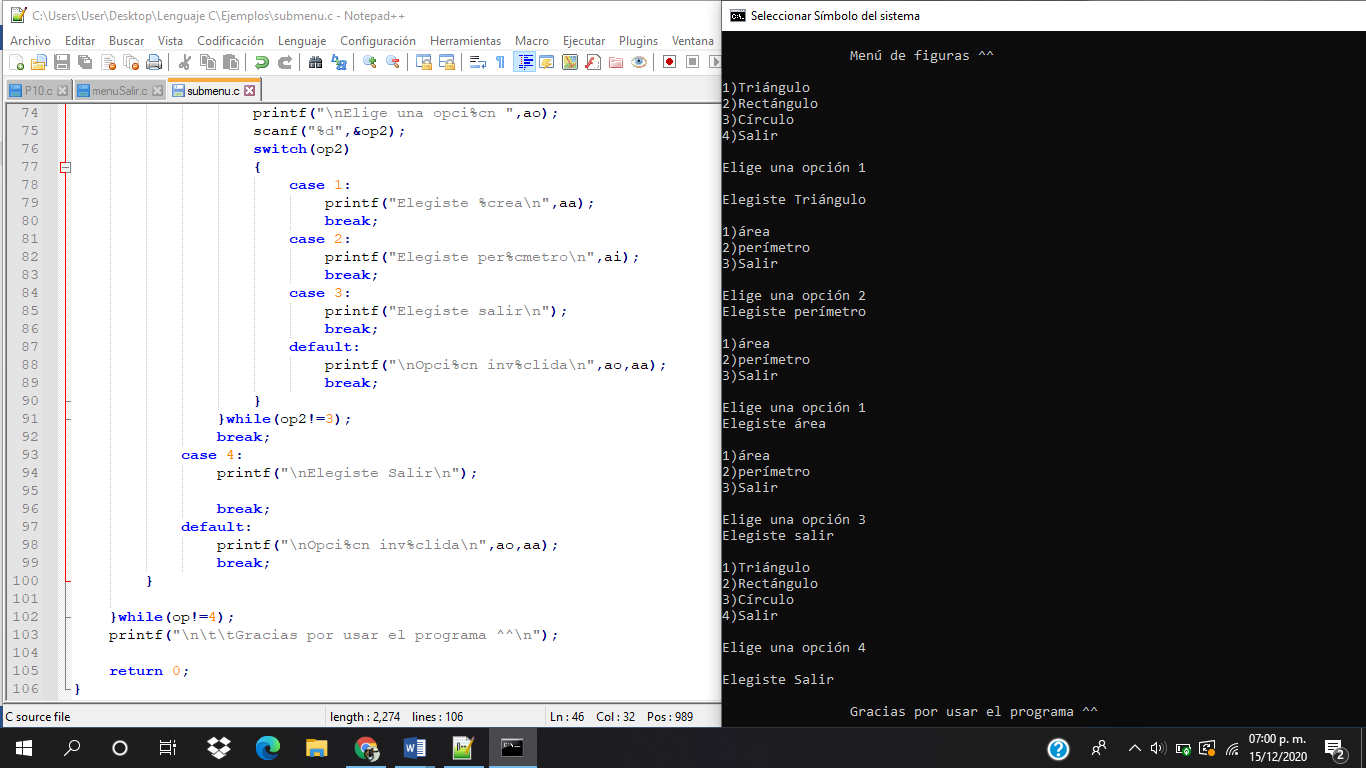 C:\Users\User\Desktop\Lenguaje C\Ejemplos\submenu.c - Notepad++
Archivo Editar Buscar Vista Codificación Lenguaje Configuración Herramientas Macro Ejecutar Plugins Ventana
P10.c menuSalir.c submenu.c
74 printf("\nElige una opci%cn ",ao);
75 scanf("%d",&op2);
76 switch(op2)
77 {
78 case 1:
79 printf("Elegiste %crea\n",aa);
80 break;
81 case 2:
82 printf("Elegiste per%cmetro\n",ai);
83 break;
84 case 3:
85 printf("Elegiste salir\n");
86 break;
87 default:
88 printf("\nOpci%cn inv%clida\n",ao,aa);
89 break;
90 }
91 }while(op2!=3);
92 break;
93 case 4:
94 printf("\nElegiste Salir\n");
95
96 break;
97 default:
98 printf("\nOpci%cn inv%clida\n",ao,aa);
99 break;
100 }
101
102 }while(op!=4);
103 printf("\n\t\tGracias por usar el programa ^^\n");
104
105 return 0;
106 }
C source file length : 2,274 lines : 106 Ln : 46 Col : 32 Pos : 989
Seleccionar Símbolo del sistema
Menú de figuras ^^
1)Triángulo
2)Rectángulo
3)Círculo
4)Salir
Elige una opción 1
Elegiste Triángulo
1)área
2)perímetro
3)Salir
Elige una opción 2
Elegiste perímetro
1)área
2)perímetro
3)Salir
Elige una opción 1
Elegiste área
1)área
2)perímetro
3)Salir
Elige una opción 3
Elegiste salir
1)Triángulo
2)Rectángulo
3)Círculo
4)Salir
Elige una opción 4
Elegiste Salir
Gracias por usar el programa ^^
07:00 p. m.
15/12/2020
2